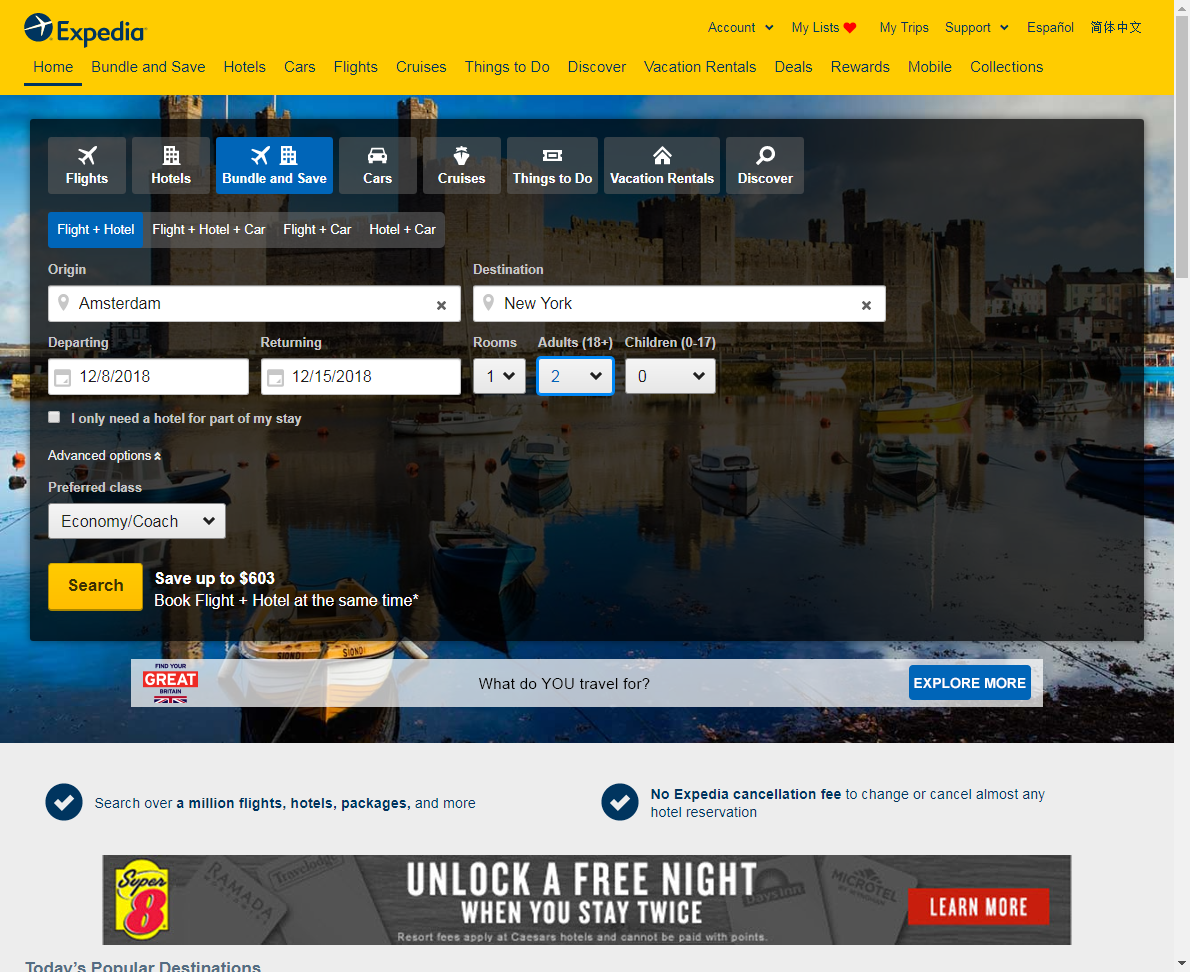 Expedia
Account My Lists My Trips Support Español 简体中文
Home Bundle and Save Hotels Cars Flights Cruises Things to Do Discover Vacation Rentals Deals Rewards Mobile Collections
Flights Hotels Bundle and Save Cars Cruises Things to Do Vacation Rentals Discover
Flight + Hotel Flight + Hotel + Car Flight + Car Hotel + Car
Origin Destination
Amsterdam New York
Departing Returning Rooms Adults (18+) Children (0-17)
12/8/2018 12/15/2018 1 2 0
I only need a hotel for part of my stay
Advanced options
Preferred class
Economy/Coach
Search
Save up to $603
Book Flight + Hotel at the same time*
SIONDI SIONDI
FIND YOUR
GREAT
BRITAIN
What do YOU travel for?
EXPLORE MORE
Search over a million flights, hotels, packages, and more
No Expedia cancellation fee to change or cancel almost any
hotel reservation
Super
8
RAMADA
Travelodge
UNLOCK A FREE NIGHT
WHEN YOU STAY TWICE
Resort fees apply at Caesars hotels and cannot be paid with points.
Days Inn
MICROTEL
BY WYNDHAM
LEARN MORE
Today's Popular Destinations